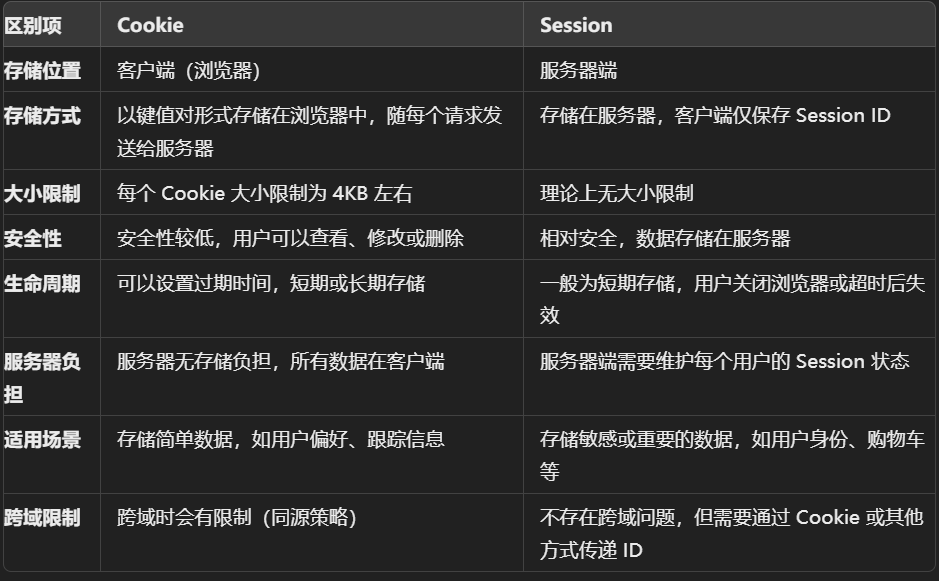 区别项 Cookie Session
存储位置 客户端（浏览器） 服务器端
存储方式 以键值对形式存储在浏览器中，随每个请求发 存储在服务器，客户端仅保存 Session ID
送给服务器
大小限制 每个 Cookie 大小限制为 4KB 左右 理论上无大小限制
安全性 安全性较低，用户可以查看、修改或删除 相对安全，数据存储在服务器
生命周期 可以设置过期时间，短期或长期存储 一般为短期存储，用户关闭浏览器或超时后失
效
服务器负 服务器无存储负担，所有数据在客户端 服务器端需要维护每个用户的 Session 状态
担
适用场景 存储简单数据，如用户偏好、跟踪信息 存储敏感或重要的数据，如用户身份、购物车
等
跨域限制 跨域时会有限制（同源策略） 不存在跨域问题，但需要通过 Cookie 或其他
方式传递 ID